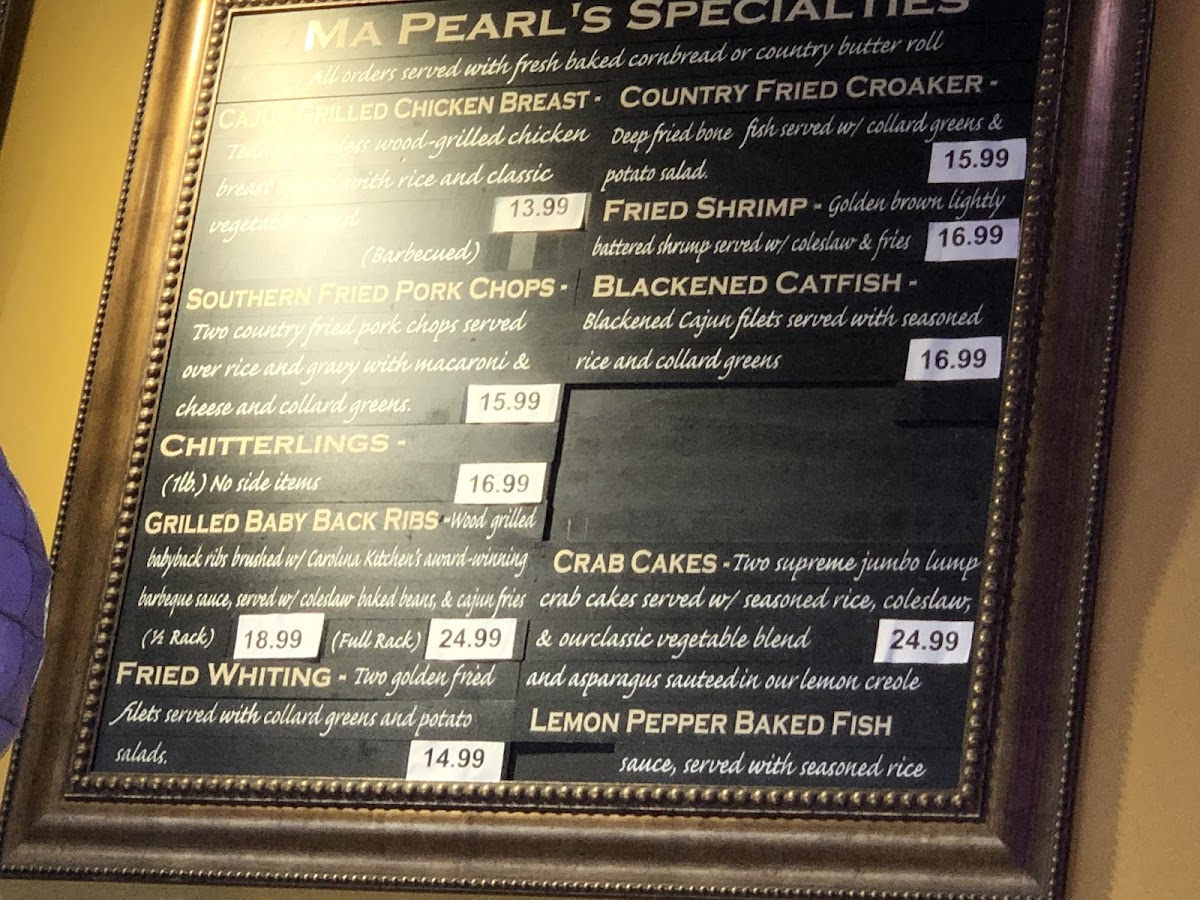 MA PEARL'S SPECIALTIES
All orders served with fresh baked cornbread or country butter roll
CAJUN GRILLED CHICKEN BREAST -
wood-grilled chicken
breast with rice and classic
13.99
(Barbecued)
SOUTHERN FRIED PORK CHOPS -
Two country fried pork chops served
over rice and gravy with macaroni &
cheese and collard greens. 15.99
CHITTERLINGS -
(1lb.) No side items 16.99
GRILLED BABY BACK RIBS - Wood grilled
babyback ribs brushed w/ Carolina Kitchen's award-winning
barbeque sauce, served w/ coleslaw baked beans, & cajun fries
(½ Rack) 18.99 (Full Rack) 24.99
FRIED WHITING - Two golden fried
filets served with collard greens and potato
salads. 14.99
COUNTRY FRIED CROAKER -
Deep fried bone fish served w/ collard greens &
potato salad. 15.99
FRIED SHRIMP - Golden brown lightly
battered shrimp served w/ coleslaw & fries 16.99
BLACKENED CATFISH -
Blackened Cajun filets served with seasoned
rice and collard greens 16.99
CRAB CAKES - Two supreme jumbo lump
crab cakes served w/ seasoned rice, coleslaw,
& ourclassic vegetable blend 24.99
and asparagus sauteed in our lemon creole
LEMON PEPPER BAKED FISH
sauce, served with seasoned rice